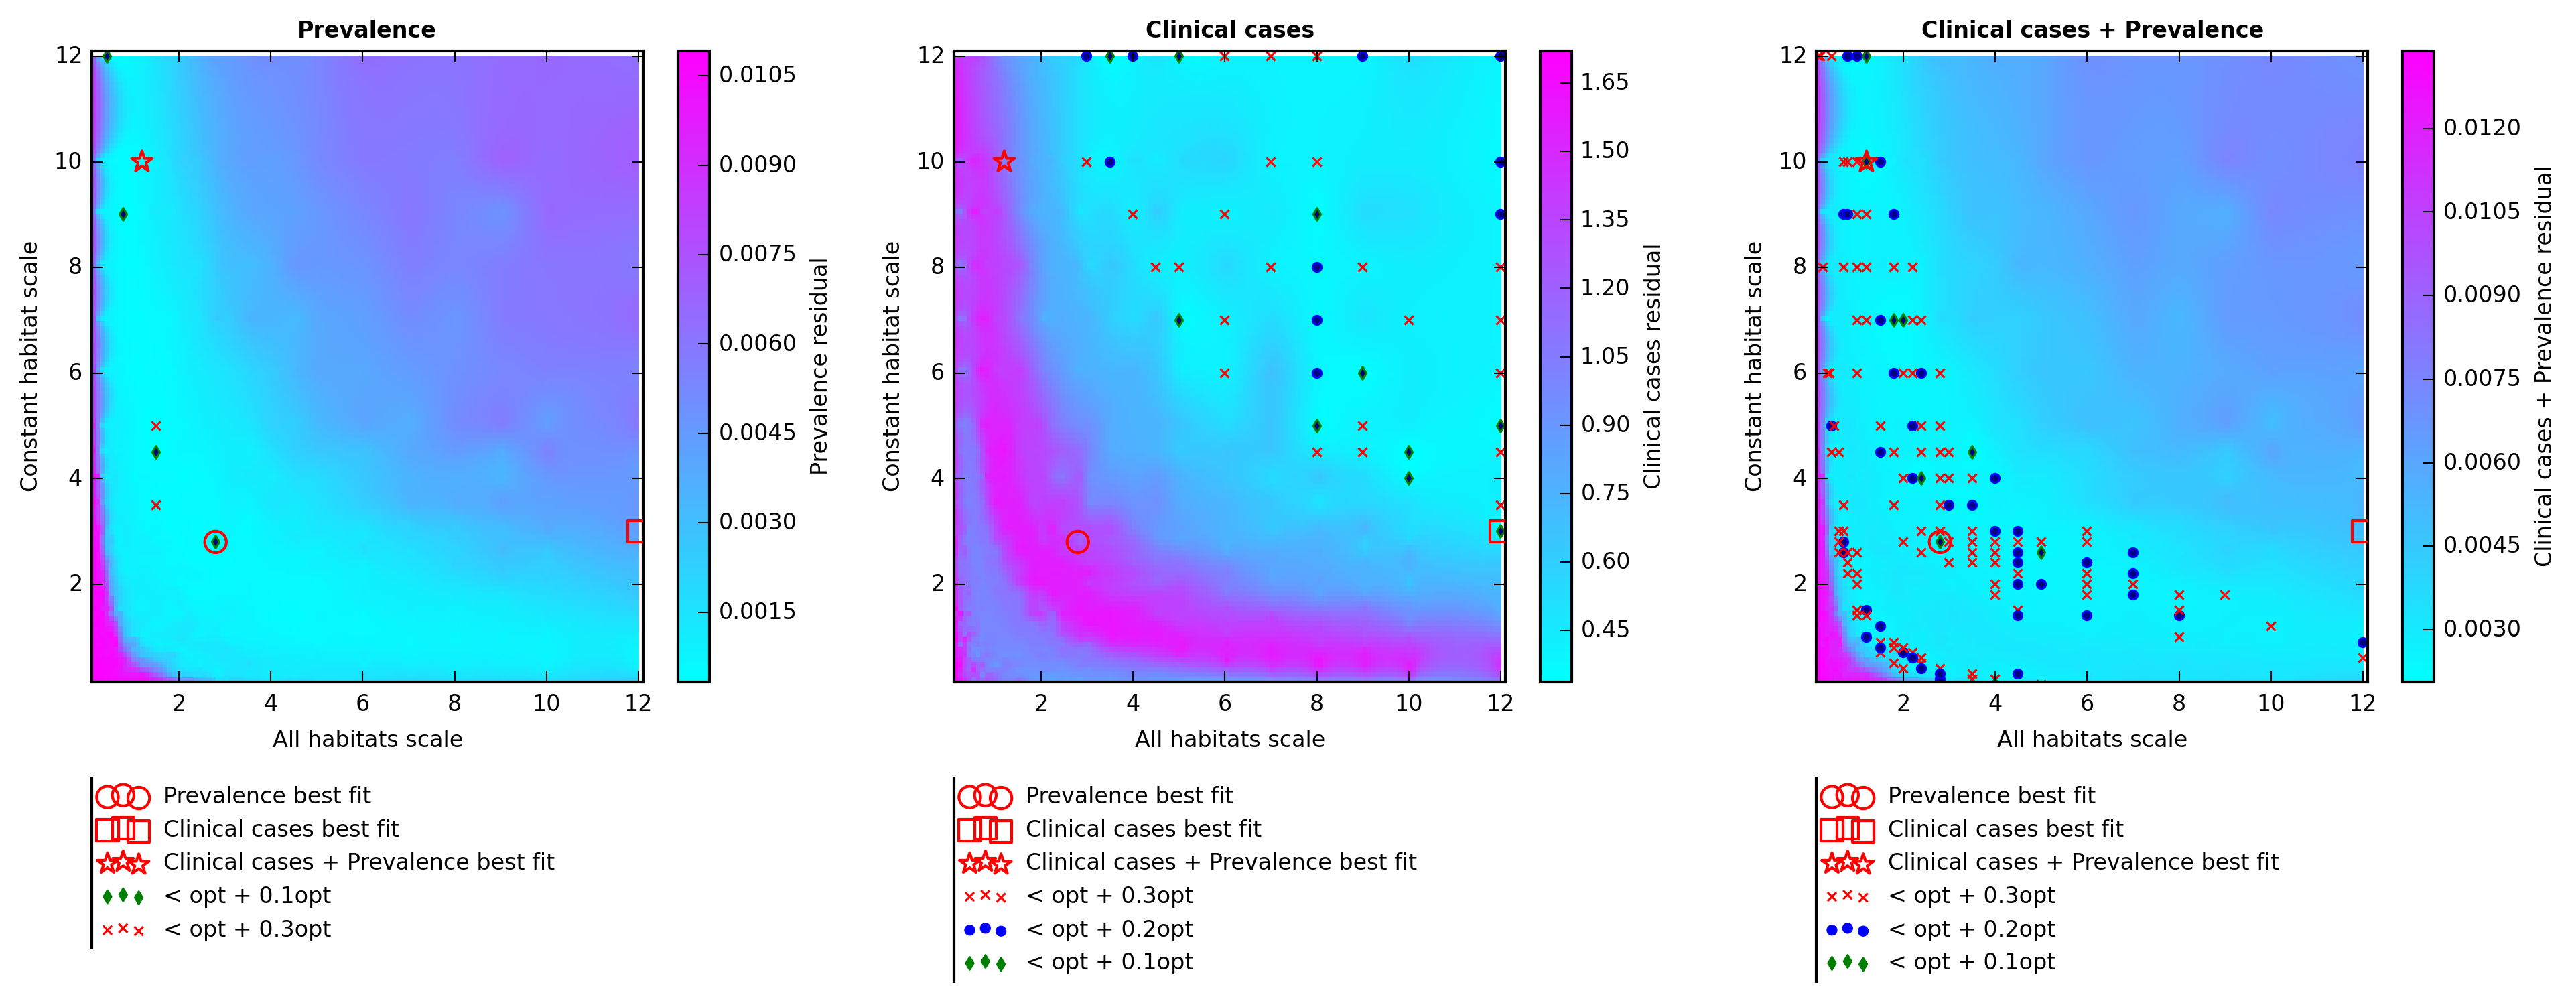 Prevalence
12
10
8
6
4
2
2 4 6 8 10 12
Constant habitat scale
All habitats scale
0.0105
0.0090
0.0075
0.0060
0.0045
0.0030
0.0015
Prevalence residual
Prevalence best fit
Clinical cases best fit
Clinical cases + Prevalence best fit
< opt + 0.1opt
< opt + 0.3opt
Clinical cases
12
10
8
6
4
2
2 4 6 8 10 12
Constant habitat scale
All habitats scale
1.65
1.50
1.35
1.20
1.05
0.90
0.75
0.60
0.45
Clinical cases residual
Prevalence best fit
Clinical cases best fit
Clinical cases + Prevalence best fit
< opt + 0.3opt
< opt + 0.2opt
< opt + 0.1opt
Clinical cases + Prevalence
12
10
8
6
4
2
2 4 6 8 10 12
Constant habitat scale
All habitats scale
0.0120
0.0105
0.0090
0.0075
0.0060
0.0045
0.0030
Clinical cases + Prevalence residual
Prevalence best fit
Clinical cases best fit
Clinical cases + Prevalence best fit
< opt + 0.3opt
< opt + 0.2opt
< opt + 0.1opt